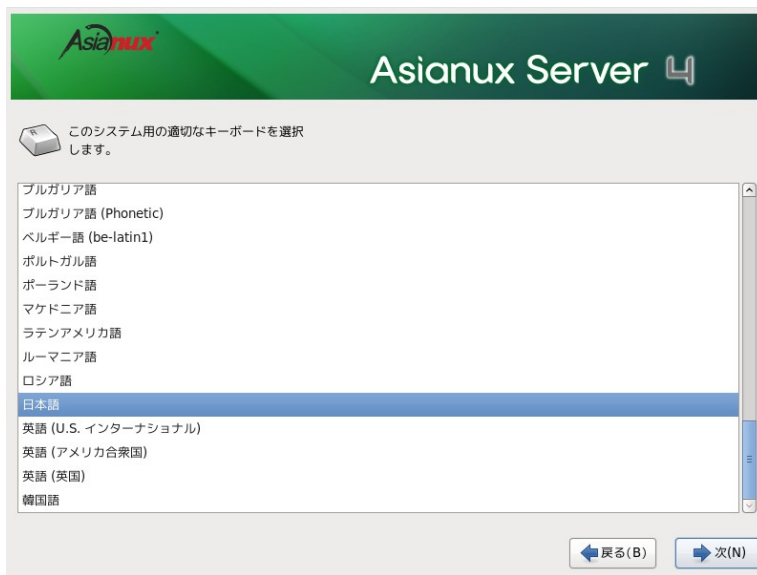 Asianux
Asianux Server 4
R
このシステム用の適切なキーボードを選択
します。
ブルガリア語
ブルガリア語 (Phonetic)
ベルギー語 (be-latin1)
ポルトガル語
ポーランド語
マケドニア語
ラテンアメリカ語
ルーマニア語
ロシア語
日本語
英語 (U.S. インターナショナル)
英語 (アメリカ合衆国)
英語 (英国)
韓国語
戻る(B)
次(N)